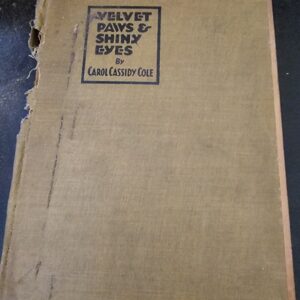 VELVET
PAWS &
SHINY
EYES
BY
CAROL CASSIDY COLE